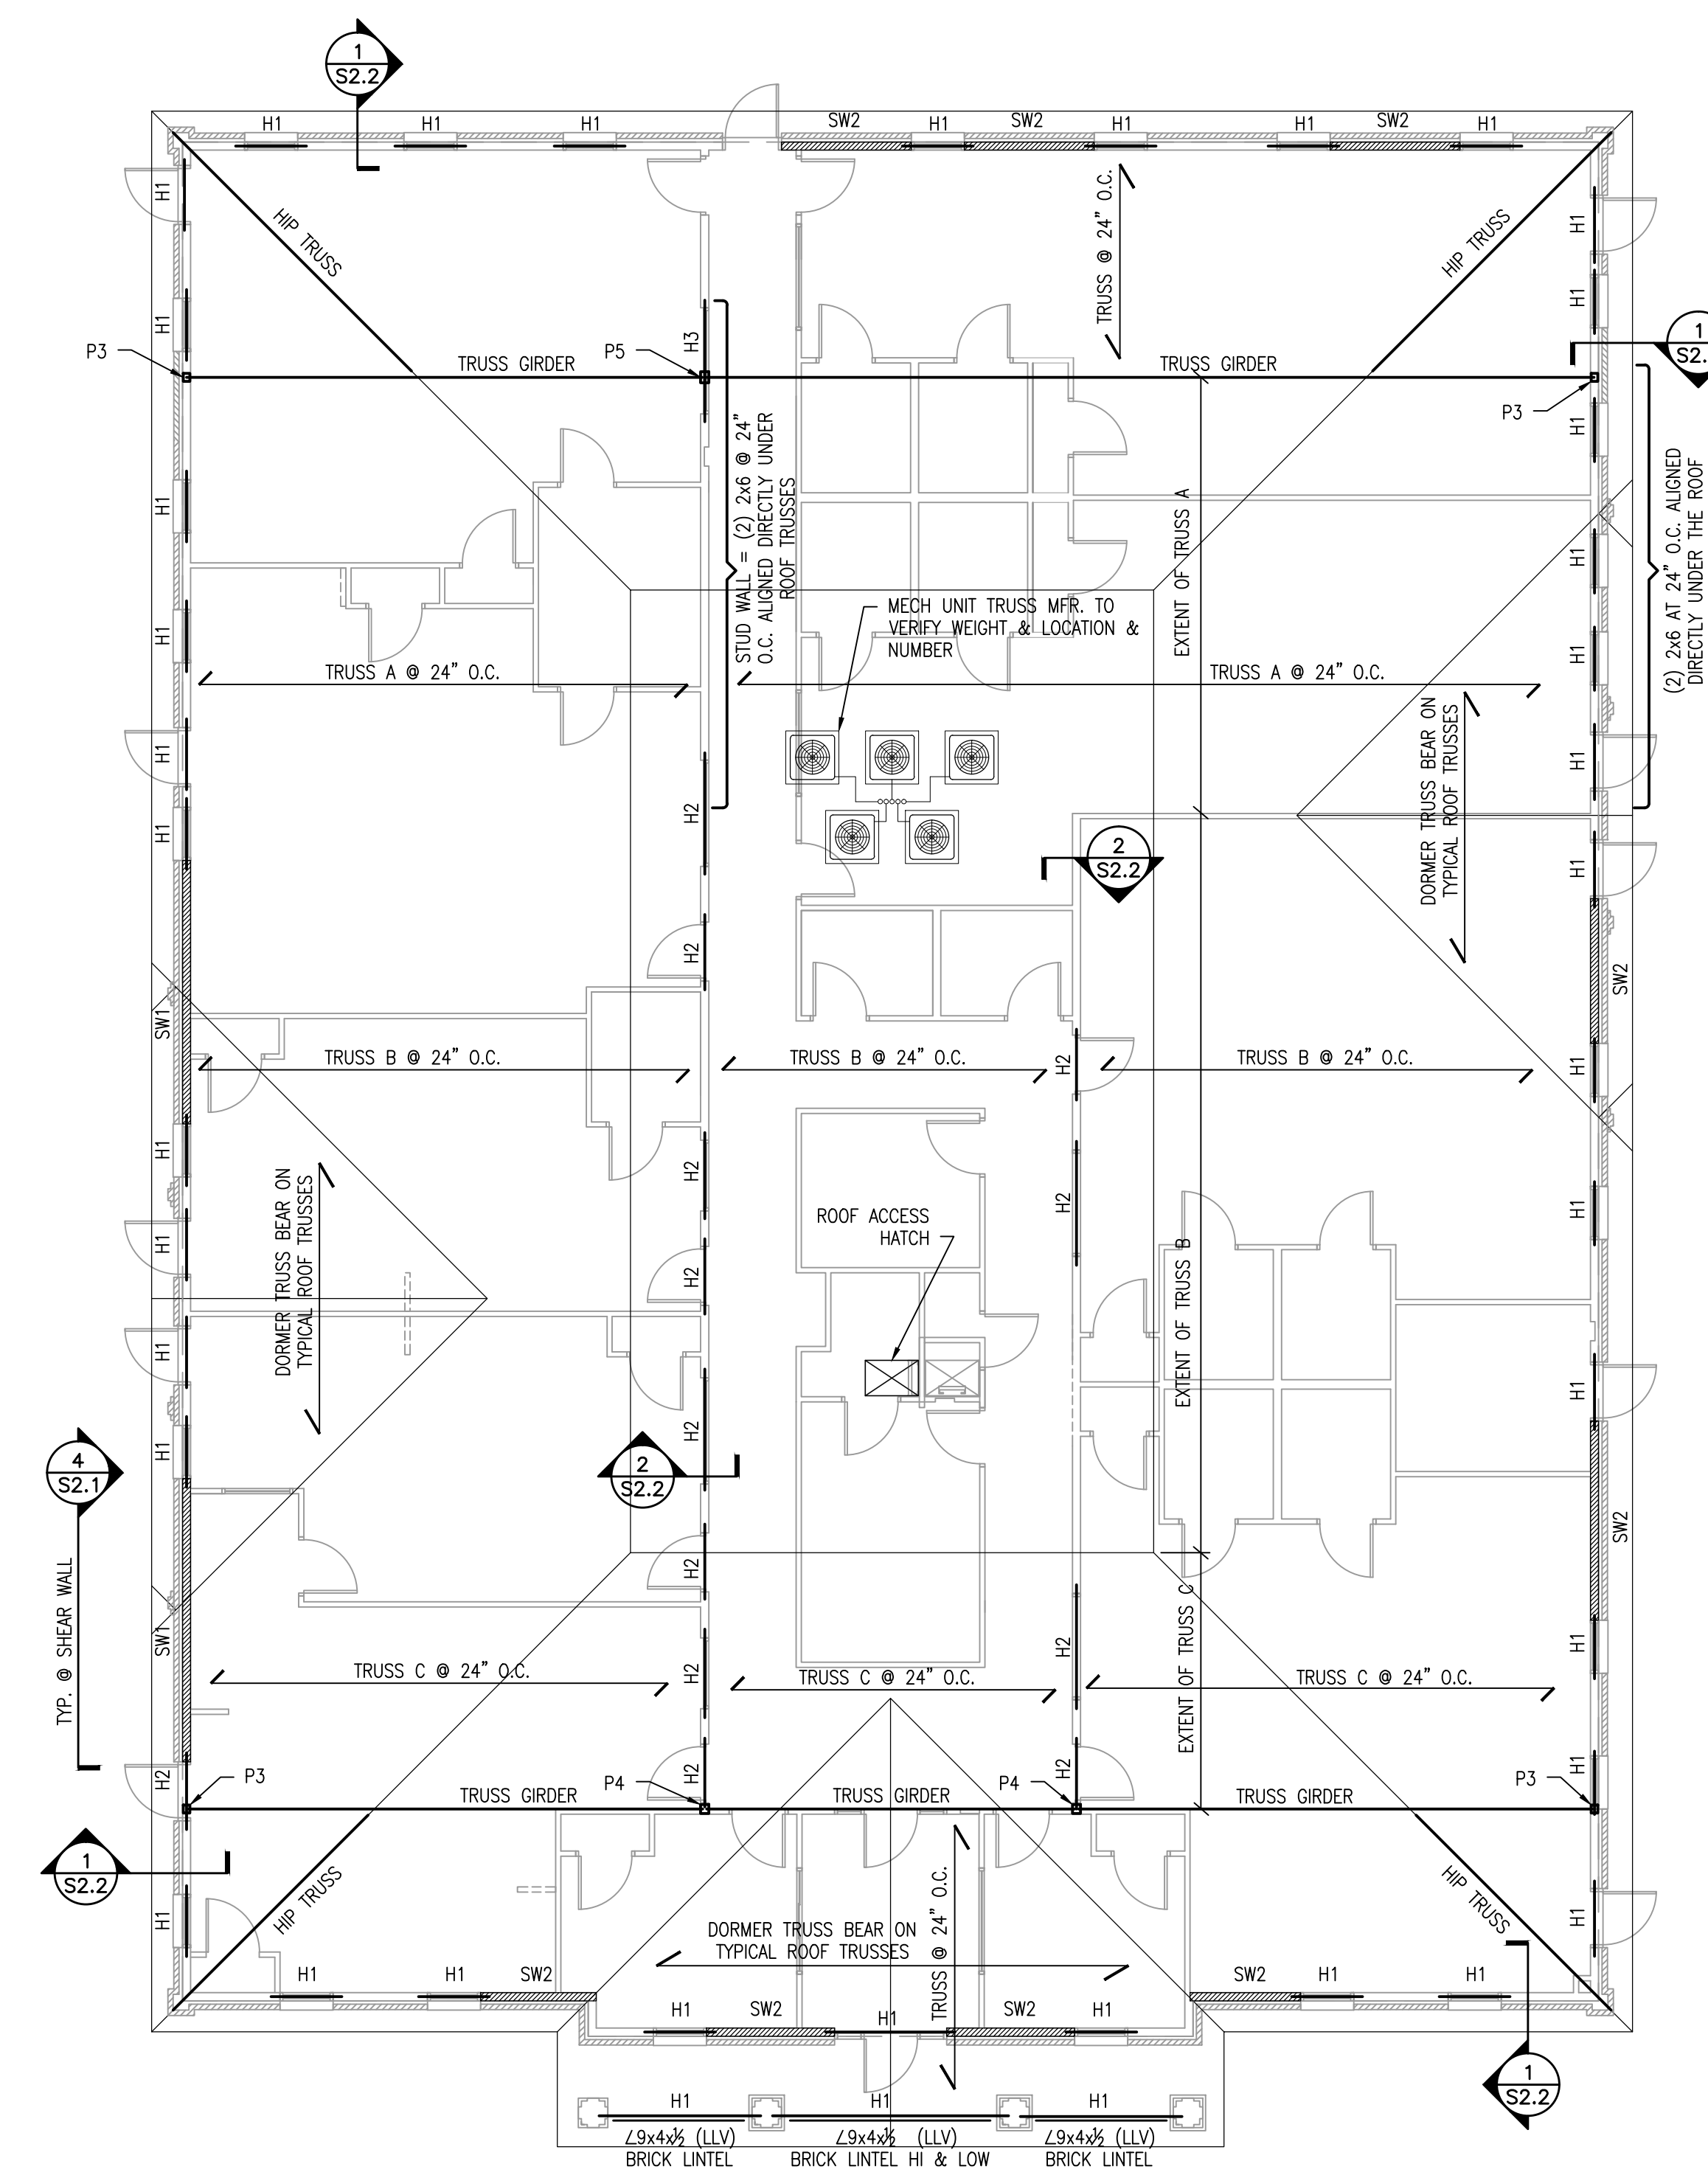 1
S2.2
H1
H1
H1
SW2
H1
SW2
H1
H1
SW2
H1
H1
H1
HIP TRUSS
TRUSS @ 24" O.C.
HIP TRUSS
H1
H1
H1
1
P3
TRUSS GIRDER
P5
H3
TRUSS GIRDER
P3
H1
STUD WALL = (2) 2x6 @ 24"
O.C. ALIGNED DIRECTLY UNDER
ROOF TRUSSES
EXTENT OF TRUSS A
(2) 2x6 AT 24" O.C. ALIGNED
DIRECTLY UNDER THE ROOF
H1
H1
H1
H1
MECH UNIT TRUSS MFR. TO
VERIFY WEIGHT & LOCATION &
NUMBER
TRUSS A @ 24" O.C.
TRUSS A @ 24" O.C.
H1
H1
H2
H1
DORMER TRUSS BEAR ON
TYPICAL ROOF TRUSSES
2
S2.2
H1
H2
SW1
SW2
TRUSS B @ 24" O.C.
TRUSS B @ 24" O.C.
H2
TRUSS B @ 24" O.C.
H1
H1
H2
H2
H1
DORMER TRUSS BEAR ON
TYPICAL ROOF TRUSSES
ROOF ACCESS
HATCH
H1
H2
EXTENT OF TRUSS B
H1
H1
H1
H2
4
S2.1
2
S2.2
SW2
TYP. @ SHEAR WALL
SW1
H2
H2
H2
EXTENT OF TRUSS C
H1
TRUSS C @ 24" O.C.
TRUSS C @ 24" O.C.
TRUSS C @ 24" O.C.
H2
P3
TRUSS GIRDER
P4
H2
TRUSS GIRDER
P4
H2
TRUSS GIRDER
P3
H1
1
S2.2
H1
HIP TRUSS
DORMER TRUSS BEAR ON
TYPICAL ROOF TRUSSES
TRUSS @ 24" O.C.
HIP TRUSS
H1
H1
H1
SW2
SW2
H1
H1
H1
SW2
H1
SW2
H1
1
S2.2
H1
H1
H1
∠9x4x½ (LLV)
BRICK LINTEL
∠9x4x½ (LLV)
BRICK LINTEL HI & LOW
∠9x4x½ (LLV)
BRICK LINTEL